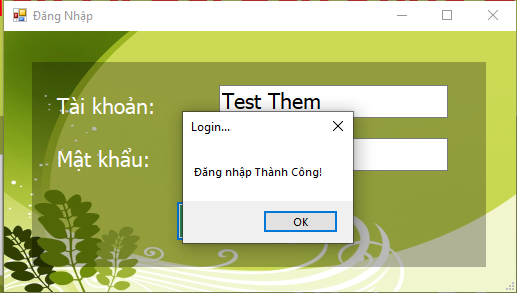 Đăng Nhập
Tài khoản:
Test Them
Login...
Mật khẩu:
Đăng nhập Thành Công!
OK